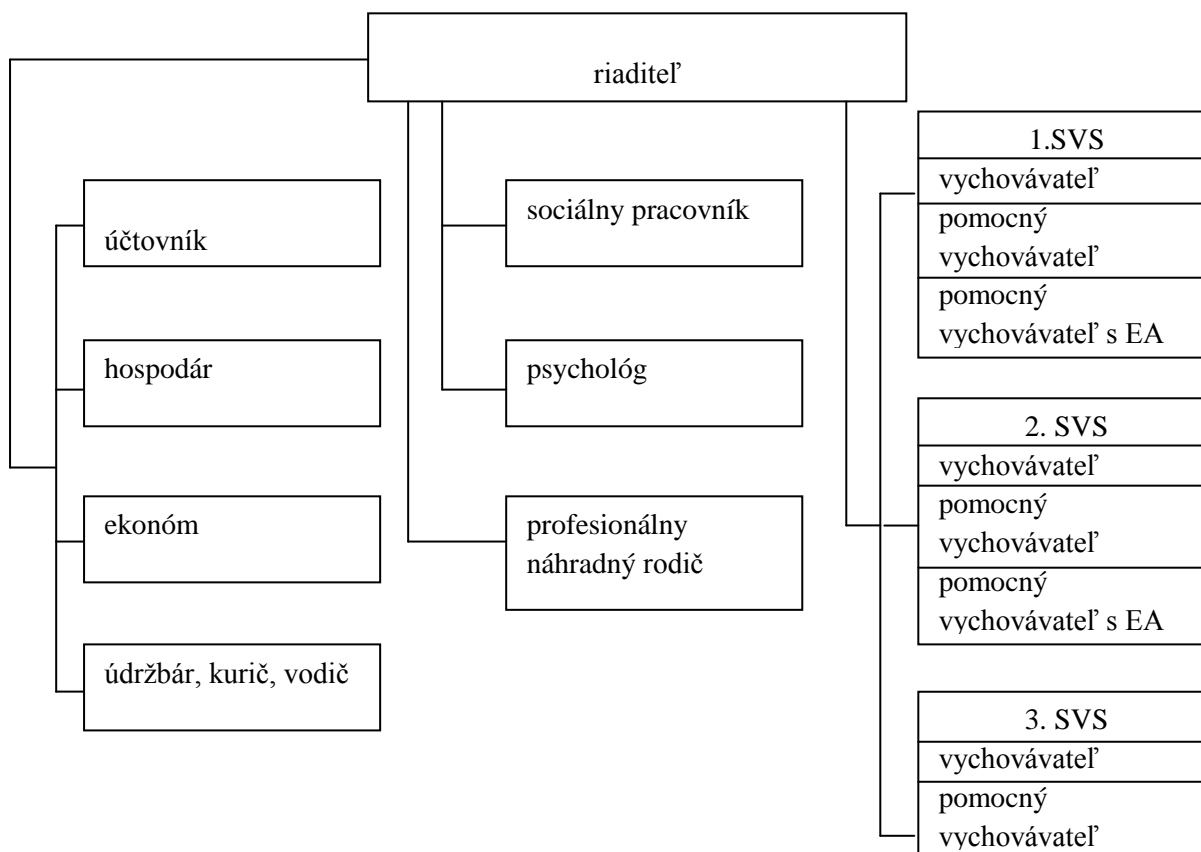 riaditeľ
účtovník
hospodár
ekonóm
údržbár, kurič, vodič
sociálny pracovník
psychológ
profesionálny
náhradný rodič
1.SVS
vychovávateľ
pomocný
vychovávateľ
pomocný
vychovávateľ s EA
2. SVS
vychovávateľ
pomocný
vychovávateľ
pomocný
vychovávateľ s EA
3. SVS
vychovávateľ
pomocný
vychovávateľ